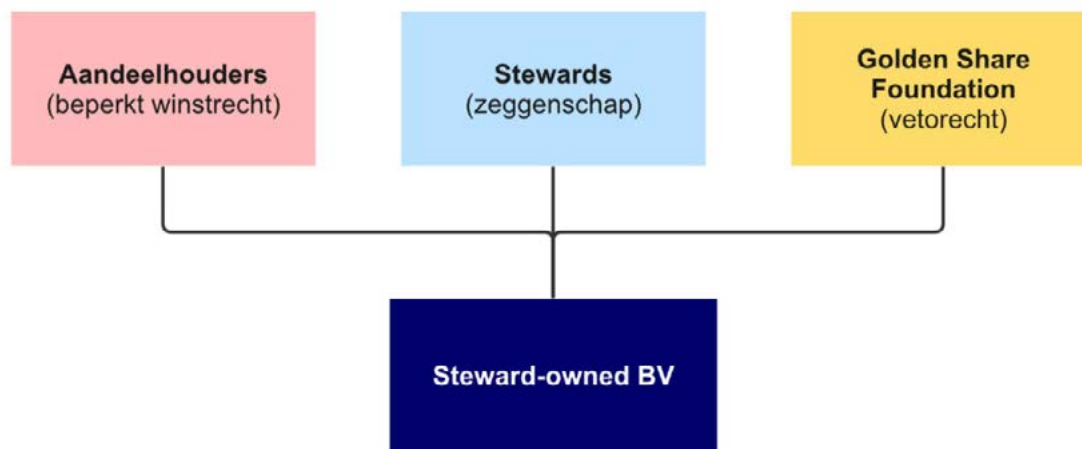 Aandeelhouders
(beperkt winstrecht)
Stewards
(zeggenschap)
Golden Share
Foundation
(vetorecht)
Steward-owned BV